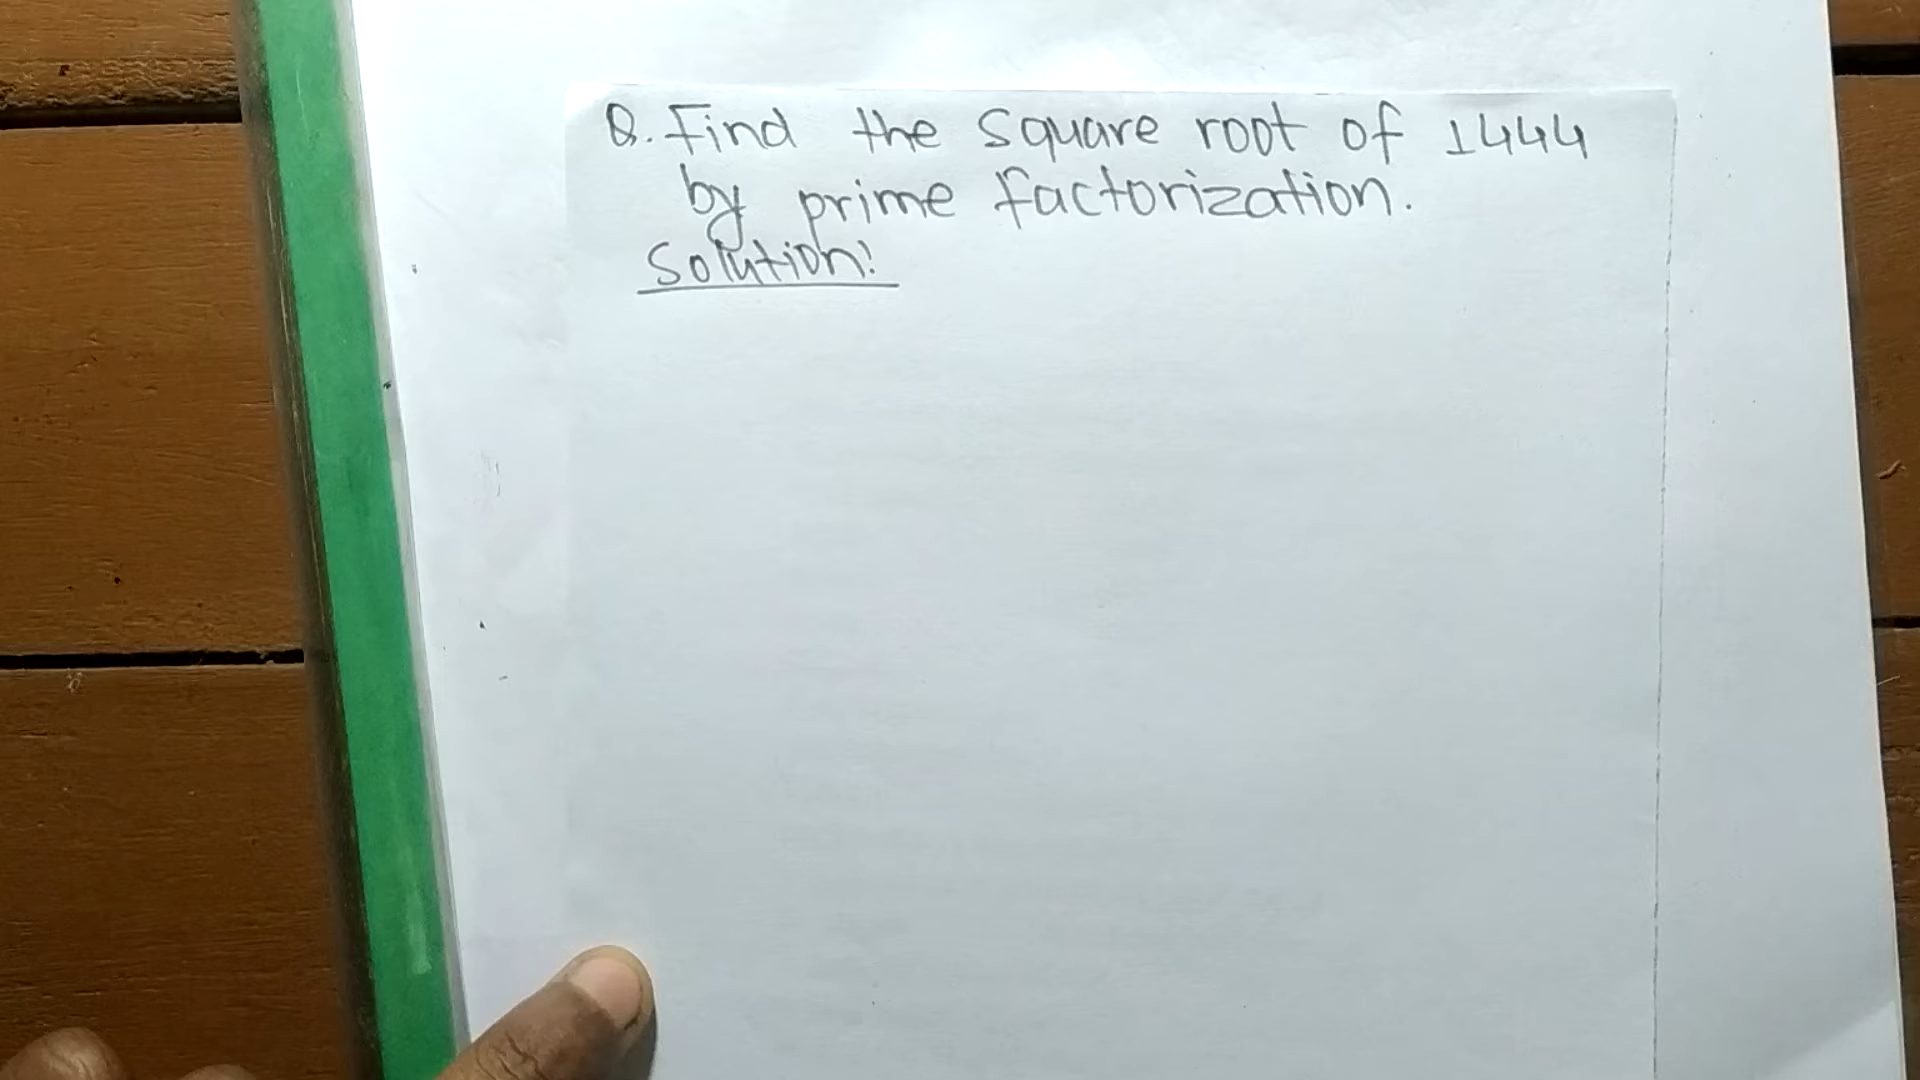 Q. Find the square root of 1444
by prime factorization.
Solution: